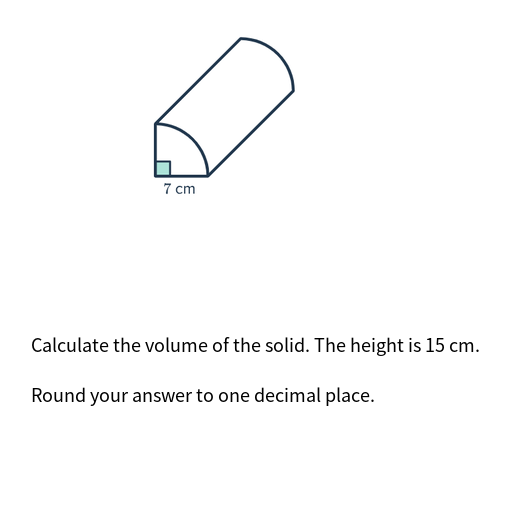 7 cm
Calculate the volume of the solid. The height is 15 cm.
Round your answer to one decimal place.